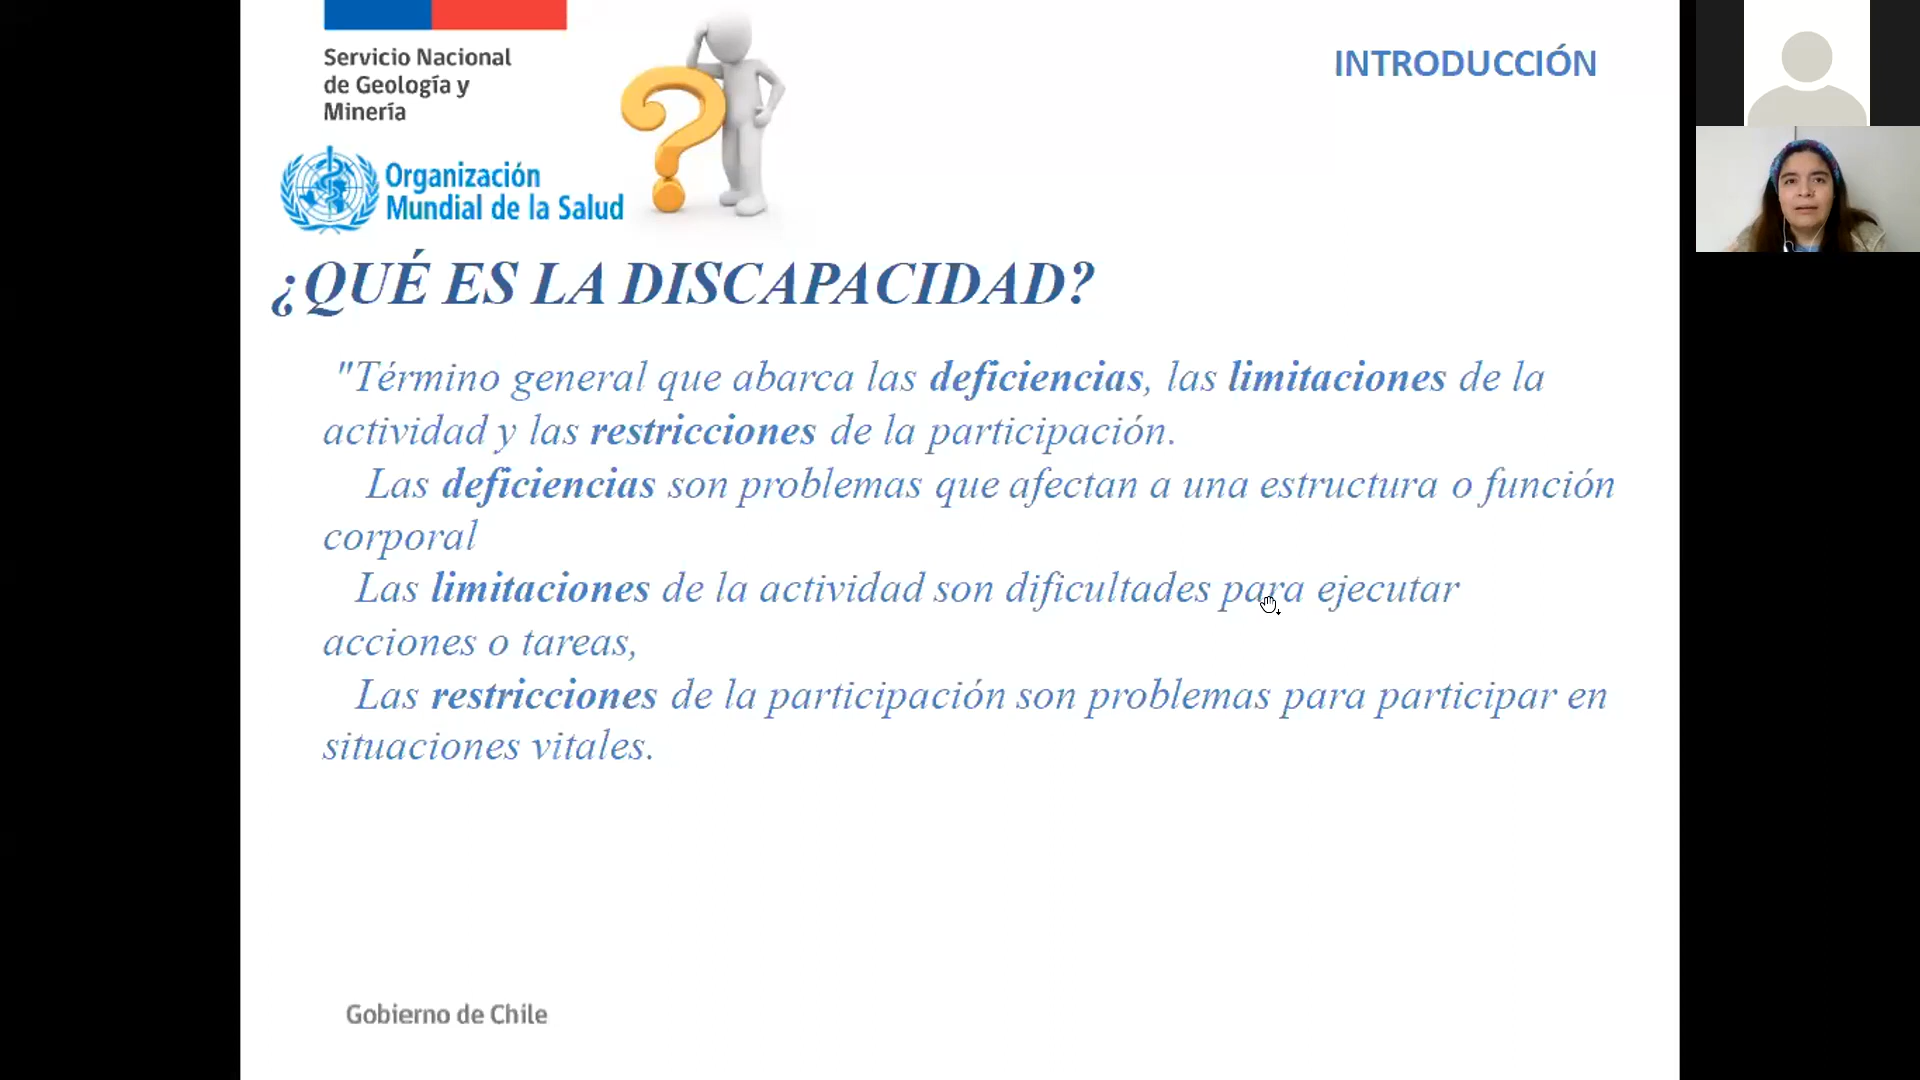 Servicio Nacional
de Geología y
Minería
INTRODUCCIÓN
Organización
Mundial de la Salud
¿QUÉ ES LA DISCAPACIDAD?
"Término general que abarca las deficiencias, las limitaciones de la
actividad y las restricciones de la participación.
Las deficiencias son problemas que afectan a una estructura o función
corporal
Las limitaciones de la actividad son dificultades para ejecutar
acciones o tareas,
Las restricciones de la participación son problemas para participar en
situaciones vitales.
Gobierno de Chile